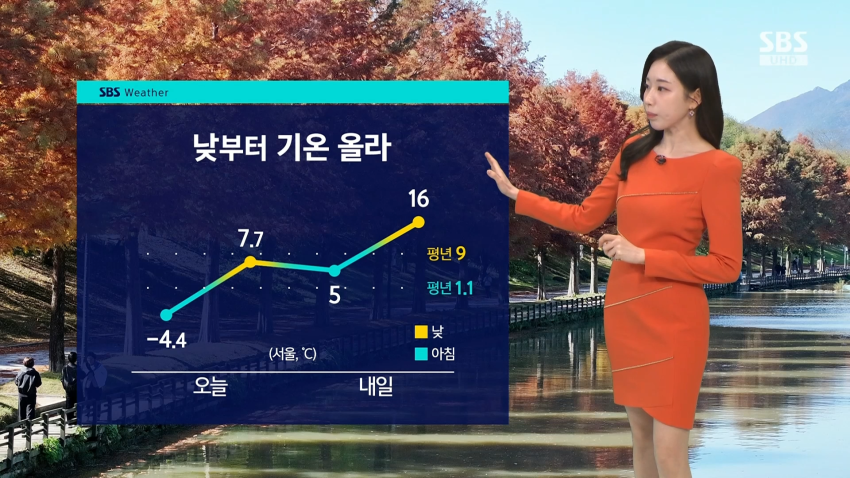 SBS
UHD
SBS Weather
낮부터 기온 올라
16
7.7
평년 9
5
평년 1.1
-4.4
낮
(서울, ℃)
아침
오늘 내일